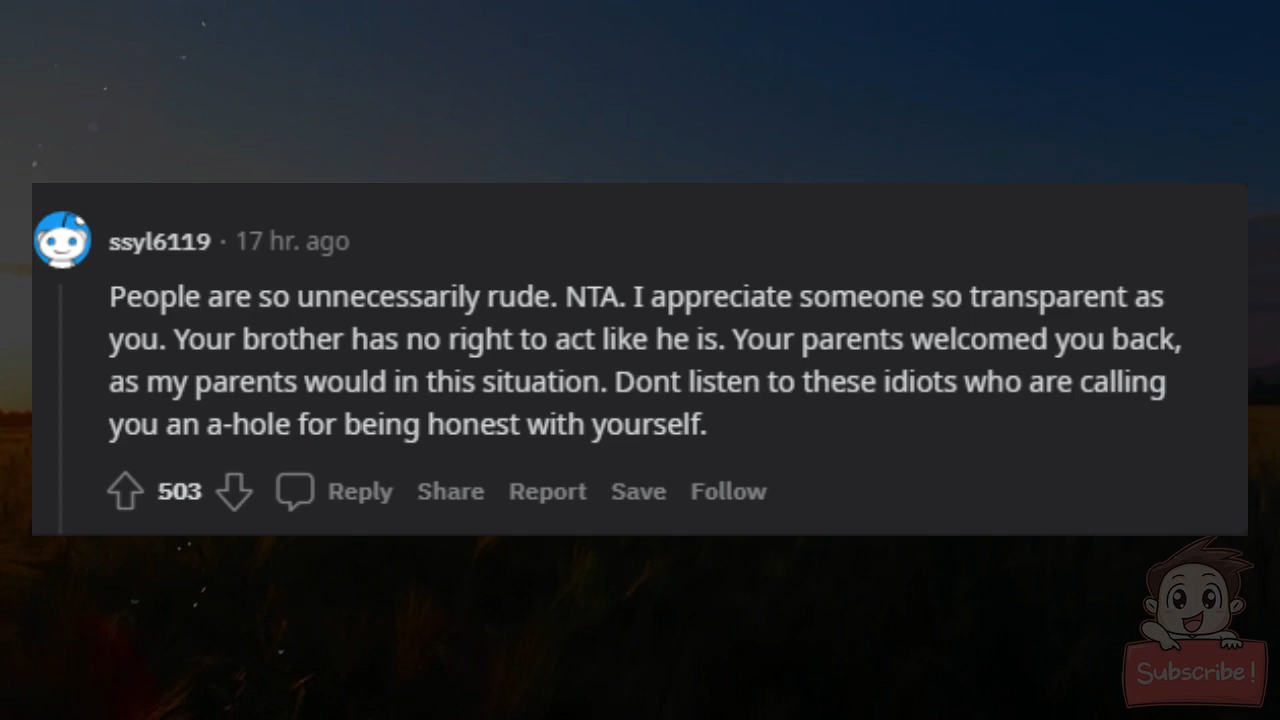 ssyl6119 · 17 hr. ago
People are so unnecessarily rude. NTA. I appreciate someone so transparent as
you. Your brother has no right to act like he is. Your parents welcomed you back,
as my parents would in this situation. Dont listen to these idiots who are calling
you an a-hole for being honest with yourself.
503 Reply Share Report Save Follow
Subscribe!